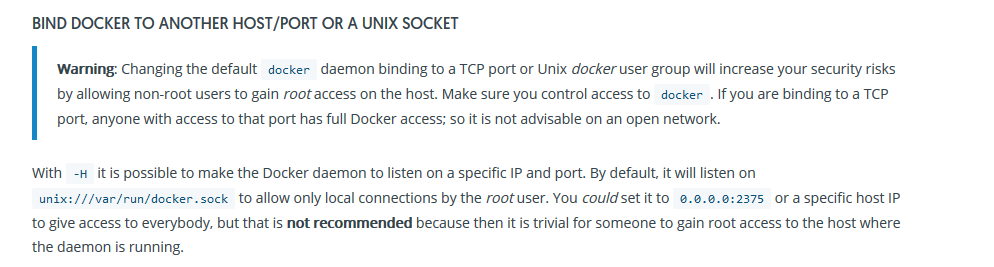 BIND DOCKER TO ANOTHER HOST/PORT OR A UNIX SOCKET
Warning: Changing the default docker daemon binding to a TCP port or Unix docker user group will increase your security risks
by allowing non-root users to gain root access on the host. Make sure you control access to docker . If you are binding to a TCP
port, anyone with access to that port has full Docker access; so it is not advisable on an open network.
With -H it is possible to make the Docker daemon to listen on a specific IP and port. By default, it will listen on
unix:///var/run/docker.sock to allow only local connections by the root user. You could set it to 0.0.0.0:2375 or a specific host IP
to give access to everybody, but that is not recommended because then it is trivial for someone to gain root access to the host where
the daemon is running.